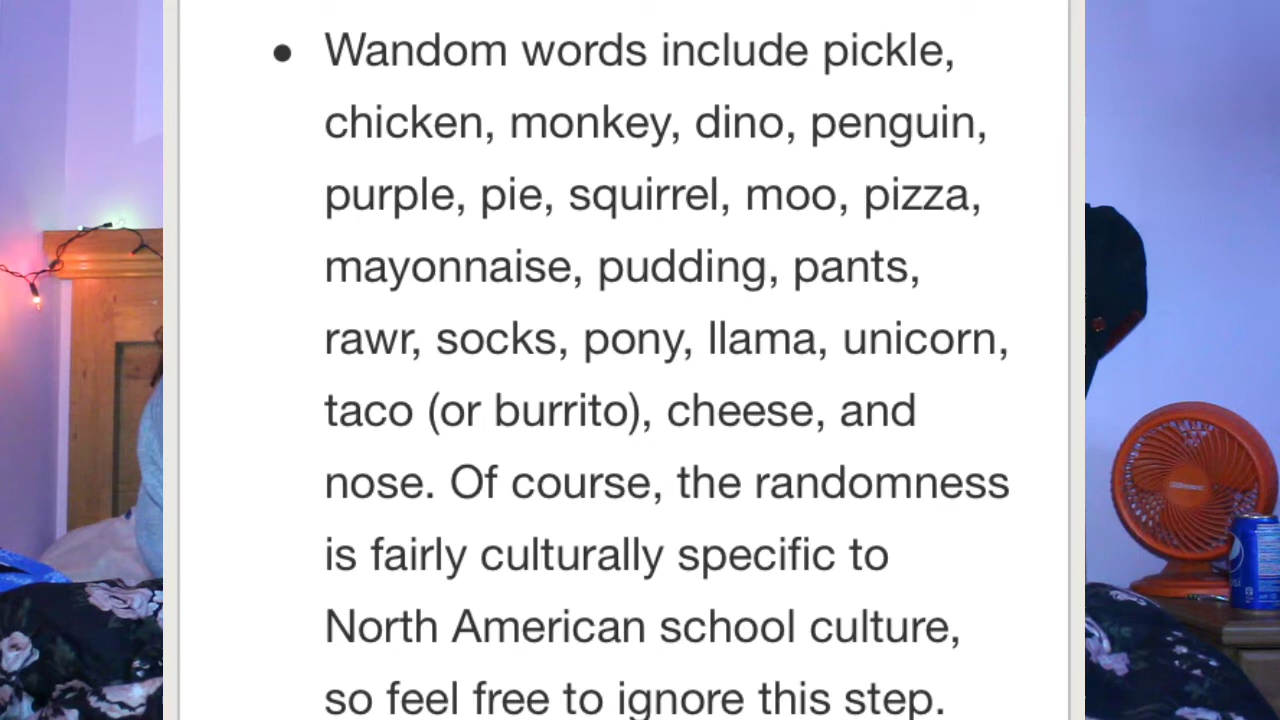 • Wandom words include pickle,
chicken, monkey, dino, penguin,
purple, pie, squirrel, moo, pizza,
mayonnaise, pudding, pants,
rawr, socks, pony, llama, unicorn,
taco (or burrito), cheese, and
nose. Of course, the randomness
is fairly culturally specific to
North American school culture,
so feel free to ignore this step.